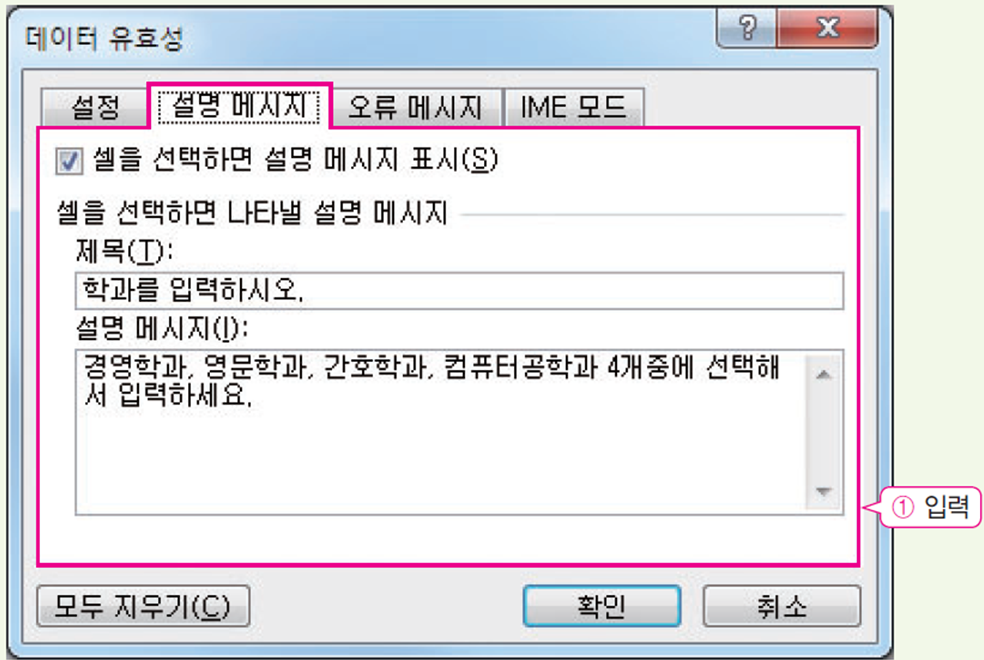 데이터 유효성
?
X
설정 설명 메시지 오류 메시지 IME 모드
셀을 선택하면 설명 메시지 표시(S)
셀을 선택하면 나타낼 설명 메시지
제목(T):
학과를 입력하시오.
설명 메시지(I):
경영학과, 영문학과, 간호학과, 컴퓨터공학과 4개중에 선택해
서 입력하세요.
① 입력
모두 지우기(C) 확인 취소